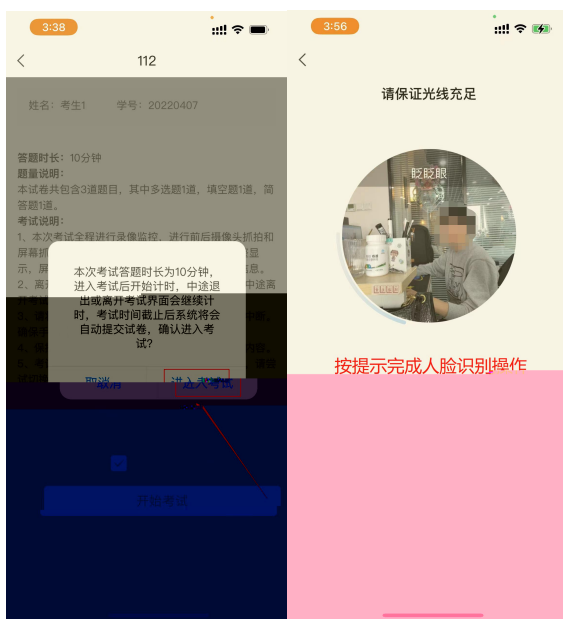 3:38
112
姓名：考生1 学号：20220407
答题时长：10分钟
题量说明：
本试卷共包含3道题目，其中多选题1道，填空题1道，简
答题1道。
考试说明：
1、本次考试全程进行录像监控，进行前后摄像头抓拍和
本次考试答题时长为10分钟，
进入考试后开始计时，中途退
出或离开考试界面会继续计
时，考试时间截止后系统将会
自动提交试卷，确认进入考
试？
取消 进入考试
开始考试
3:56
请保证光线充足
眨眨眼
按提示完成人脸识别操作